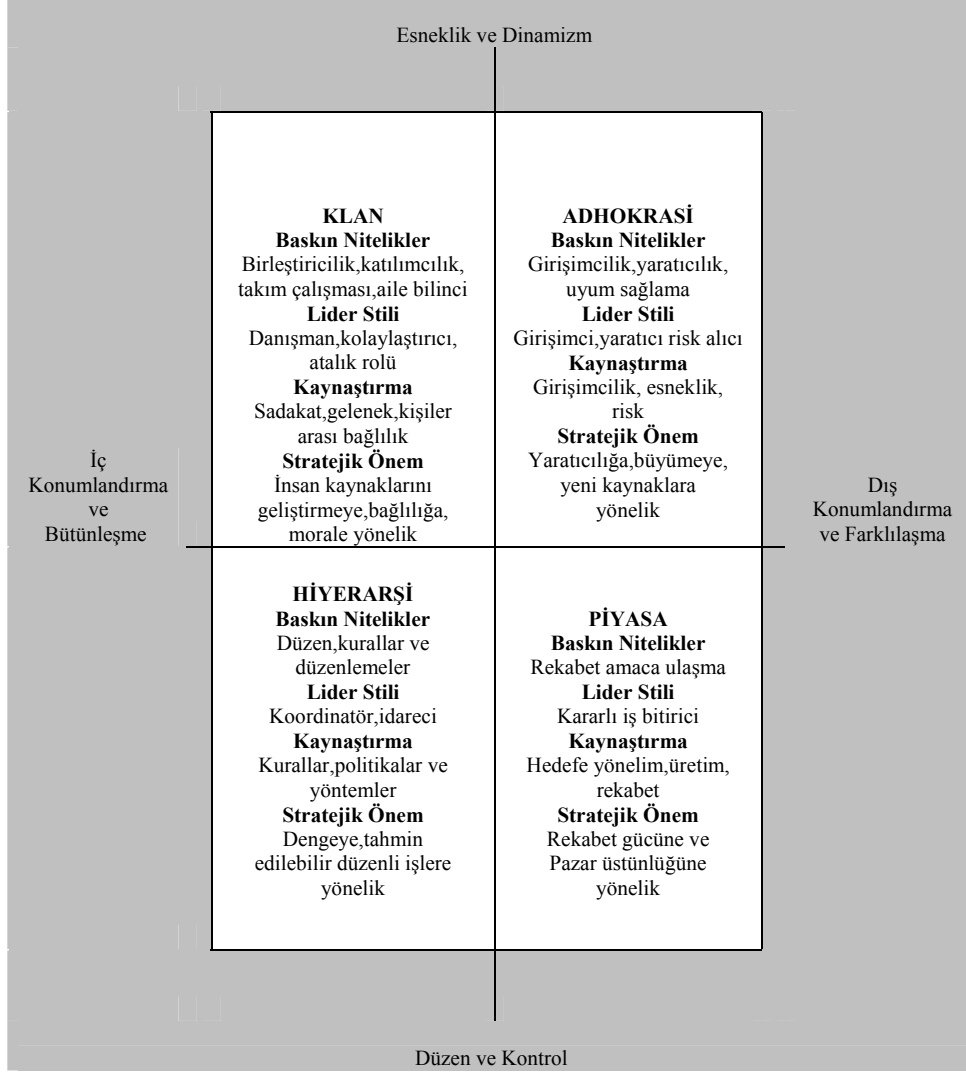 Esneklik ve Dinamizm
KLAN
Baskın Nitelikler
Birleştiricilik,katılımcılık,
takım çalışması,aile bilinci
Lider Stili
Danışman,kolaylaştırıcı,
atalık rolü
Kaynaştırma
Sadakat,gelenek,kişiler
arası bağlılık
Stratejik Önem
İnsan kaynaklarını
geliştirmeye,bağlılığa,
morale yönelik
ADHOKRASİ
Baskın Nitelikler
Girişimcilik,yaratıcılık,
uyum sağlama
Lider Stili
Girişimci,yaratıcı risk alıcı
Kaynaştırma
Girişimcilik, esneklik,
risk
Stratejik Önem
Yaratıcılığa,büyümeye,
yeni kaynaklara
yönelik
İç
Konumlandırma
ve
Bütünleşme
Dış
Konumlandırma
ve Farklılaşma
HİYERARŞİ
Baskın Nitelikler
Düzen,kurallar ve
düzenlemeler
Lider Stili
Koordinatör,idareci
Kaynaştırma
Kurallar,politikalar ve
yöntemler
Stratejik Önem
Dengeye,tahmin
edilebilir düzenli işlere
yönelik
PİYASA
Baskın Nitelikler
Rekabet amaca ulaşma
Lider Stili
Kararlı iş bitirici
Kaynaştırma
Hedefe yönelim,üretim,
rekabet
Stratejik Önem
Rekabet gücüne ve
Pazar üstünlüğüne
yönelik
Düzen ve Kontrol